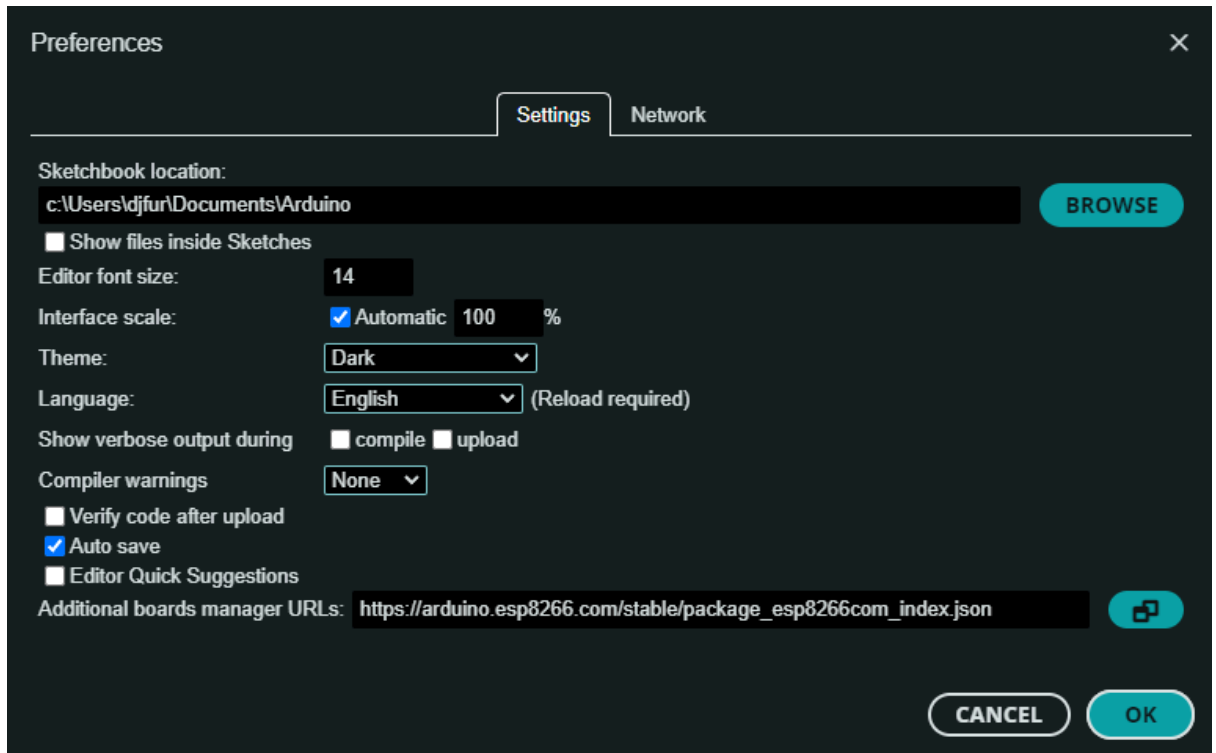 Preferences
Settings Network
Sketchbook location:
c:\Users\djfur\Documents\Arduino BROWSE
Show files inside Sketches
Editor font size: 14
Interface scale: Automatic 100 %
Theme: Dark
Language: English (Reload required)
Show verbose output during compile upload
Compiler warnings None
Verify code after upload
Auto save
Editor Quick Suggestions
Additional boards manager URLs: https://arduino.esp8266.com/stable/package_esp8266com_index.json
CANCEL OK